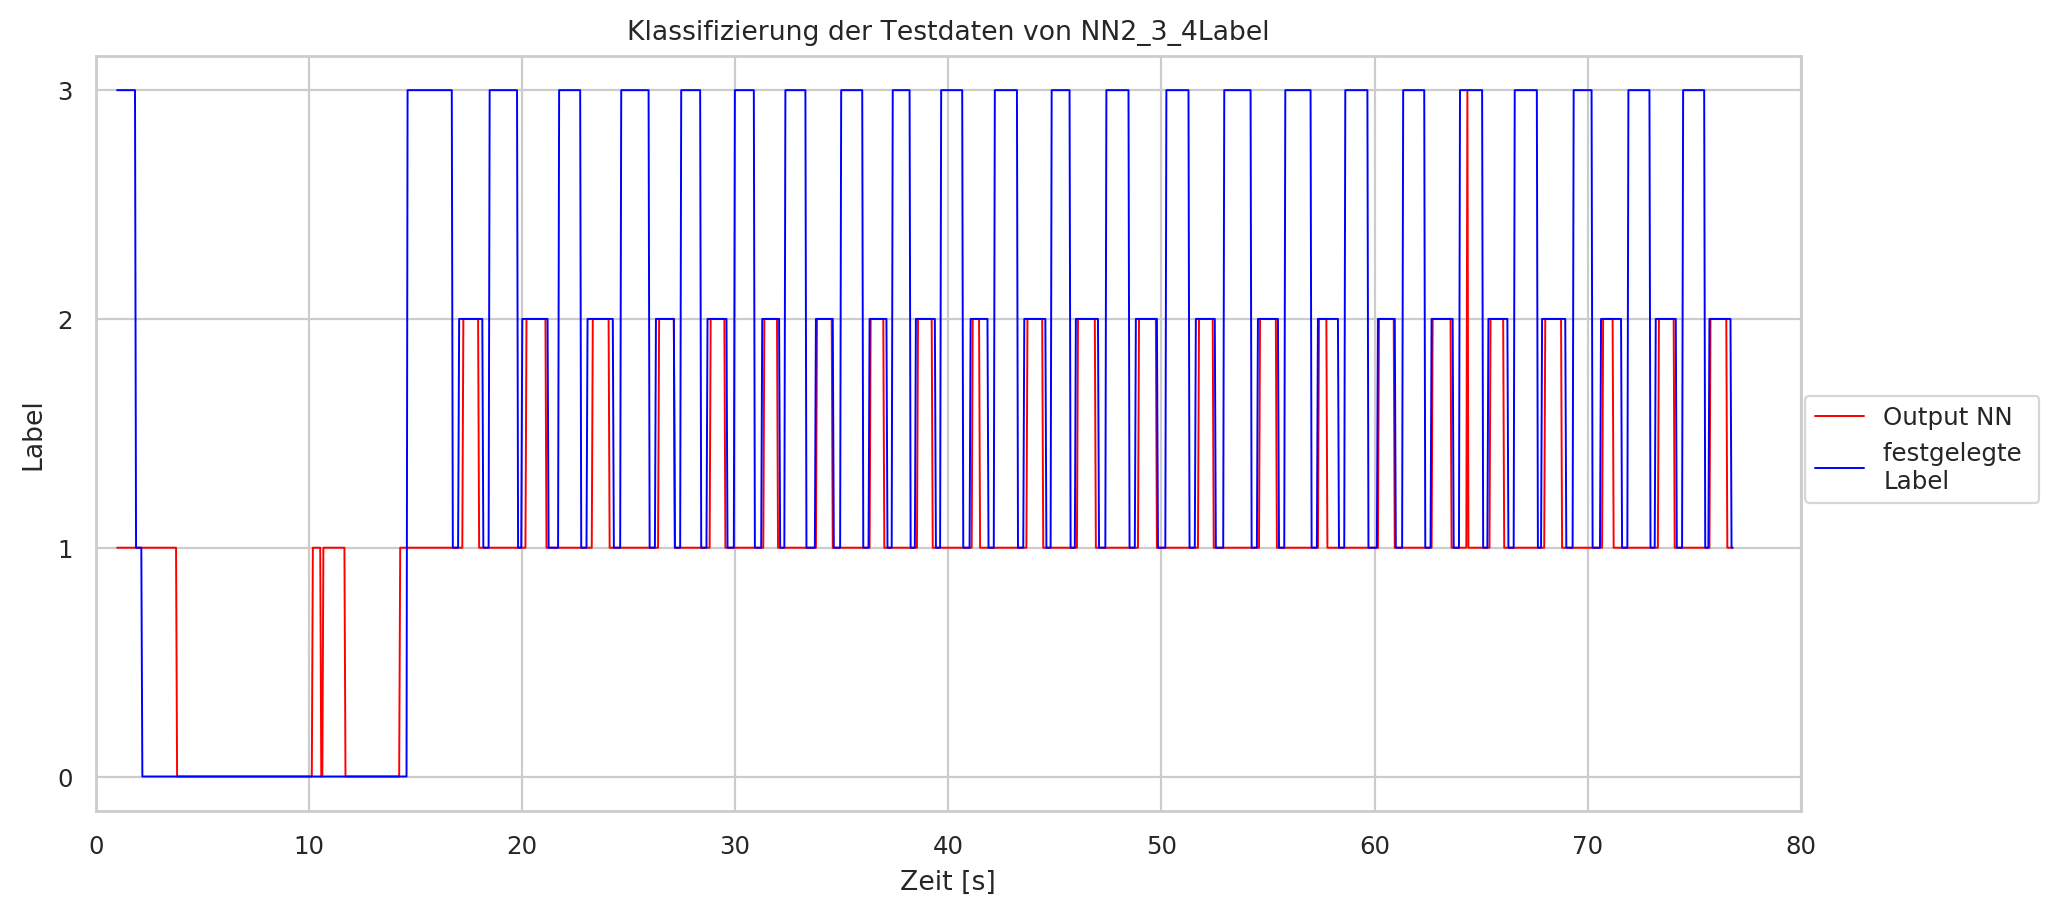 Klassifizierung der Testdaten von NN2_3_4Label
3
2
1
0
Label
0 10 20 30 40 50 60 70 80
Zeit [s]
Output NN
festgelegte
Label